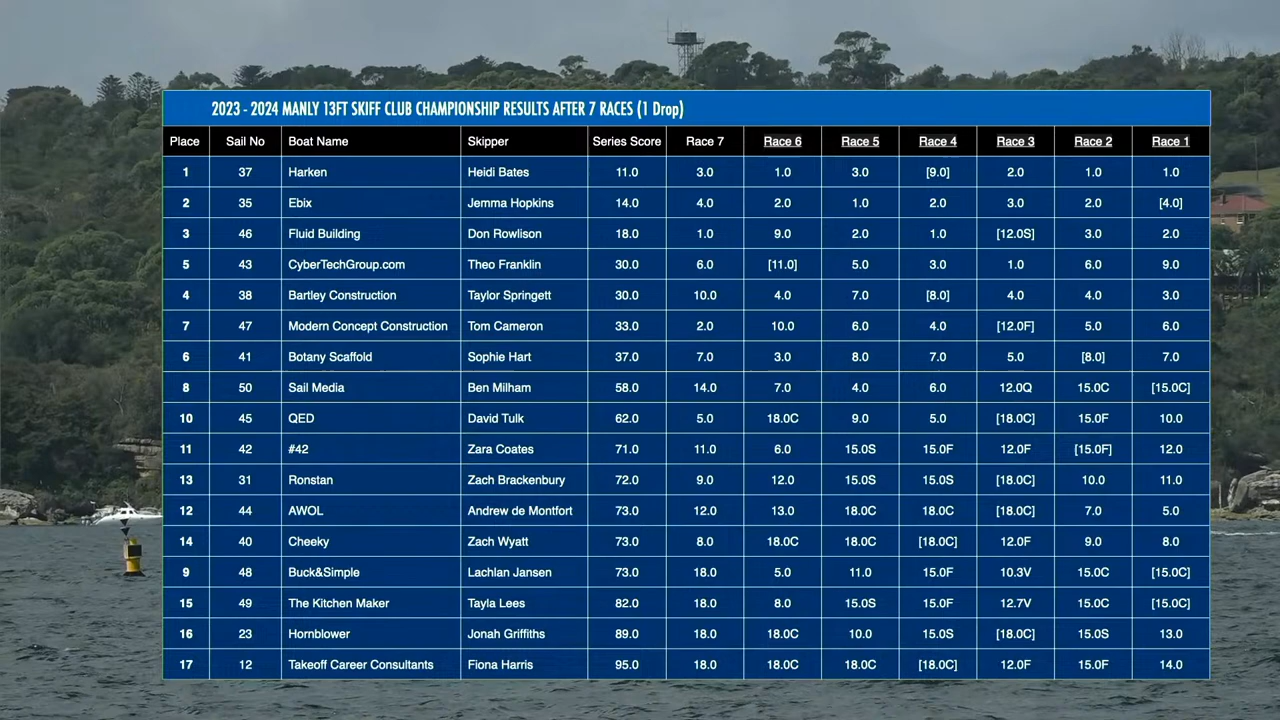 2023 - 2024 MANLY 13FT SKIFF CLUB CHAMPIONSHIP RESULTS AFTER 7 RACES (1 Drop)
Place Sail No Boat Name Skipper Series Score Race 7 Race 6 Race 5 Race 4 Race 3 Race 2 Race 1
1 37 Harken Heidi Bates 11.0 3.0 1.0 3.0 [9.0] 2.0 1.0 1.0
2 35 Ebix Jemma Hopkins 14.0 4.0 2.0 1.0 2.0 3.0 2.0 [4.0]
3 46 Fluid Building Don Rowlison 18.0 1.0 9.0 2.0 1.0 [12.0S] 3.0 2.0
5 43 CyberTechGroup.com Theo Franklin 30.0 6.0 [11.0] 5.0 3.0 1.0 6.0 9.0
4 38 Bartley Construction Taylor Springett 30.0 10.0 4.0 7.0 [8.0] 4.0 4.0 3.0
7 47 Modern Concept Construction Tom Cameron 33.0 2.0 10.0 6.0 4.0 [12.0F] 5.0 6.0
6 41 Botany Scaffold Sophie Hart 37.0 7.0 3.0 8.0 7.0 5.0 [8.0] 7.0
8 50 Sail Media Ben Milham 58.0 14.0 7.0 4.0 6.0 12.0Q 15.0C [15.0C]
10 45 QED David Tulk 62.0 5.0 18.0C 9.0 5.0 [18.0C] 15.0F 10.0
11 42 #42 Zara Coates 71.0 11.0 6.0 15.0S 15.0F 12.0F [15.0F] 12.0
13 31 Ronstan Zach Brackenbury 72.0 9.0 12.0 15.0S 15.0S [18.0C] 10.0 11.0
12 44 AWOL Andrew de Montfort 73.0 12.0 13.0 18.0C 18.0C [18.0C] 7.0 5.0
14 40 Cheeky Zach Wyatt 73.0 8.0 18.0C 18.0C [18.0C] 12.0F 9.0 8.0
9 48 Buck&Simple Lachlan Jansen 73.0 18.0 5.0 11.0 15.0F 10.3V 15.0C [15.0C]
15 49 The Kitchen Maker Tayla Lees 82.0 18.0 8.0 15.0S 15.0F 12.7V 15.0C [15.0C]
16 23 Hornblower Jonah Griffiths 89.0 18.0 18.0C 10.0 15.0S [18.0C] 15.0S 13.0
17 12 Takeoff Career Consultants Fiona Harris 95.0 18.0 18.0C 18.0C [18.0C] 12.0F 15.0F 14.0